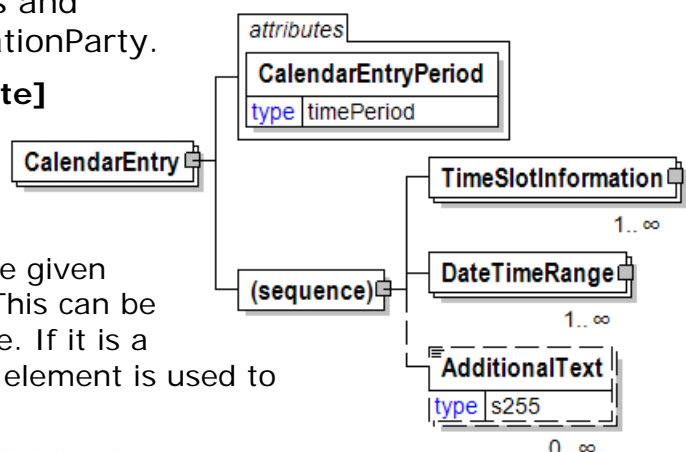 s and
ationParty.
te]
e given
This can be
e. If it is a
element is used to
attributes
CalendarEntryPeriod
type timePeriod
CalendarEntry
(sequence)
TimeSlotInformation
1.. ∞
DateTimeRange
1.. ∞
AdditionalText
type s255
0.. ∞